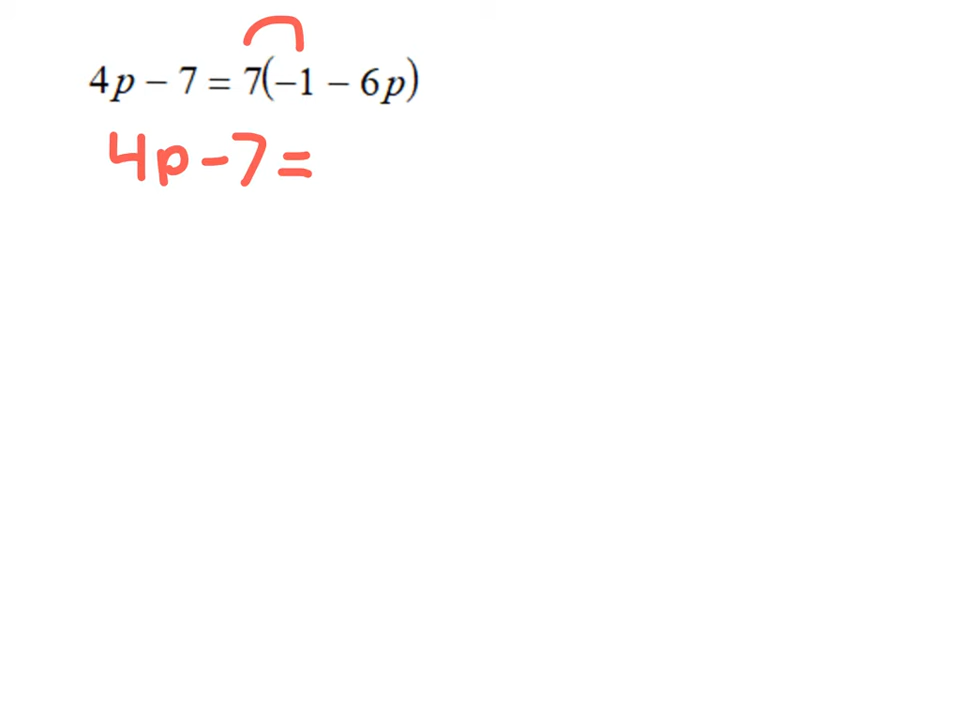 4p − 7 = 7(−1 − 6p)
4p - 7 =